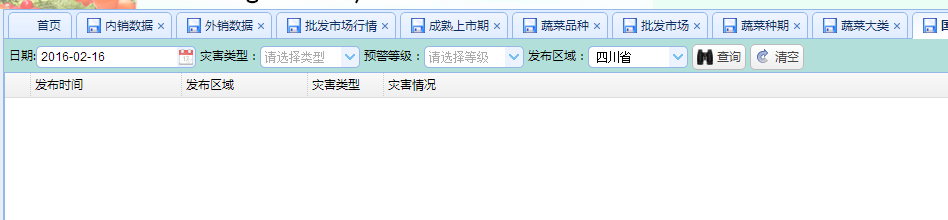 首页 内销数据 外销数据 批发市场行情 成熟上市期 蔬菜品种 批发市场 蔬菜种期 蔬菜大类
日期: 2016-02-16 灾害类型： 请选择类型 预警等级： 请选择等级 发布区域： 四川省 查询 清空
发布时间 发布区域 灾害类型 灾害情况